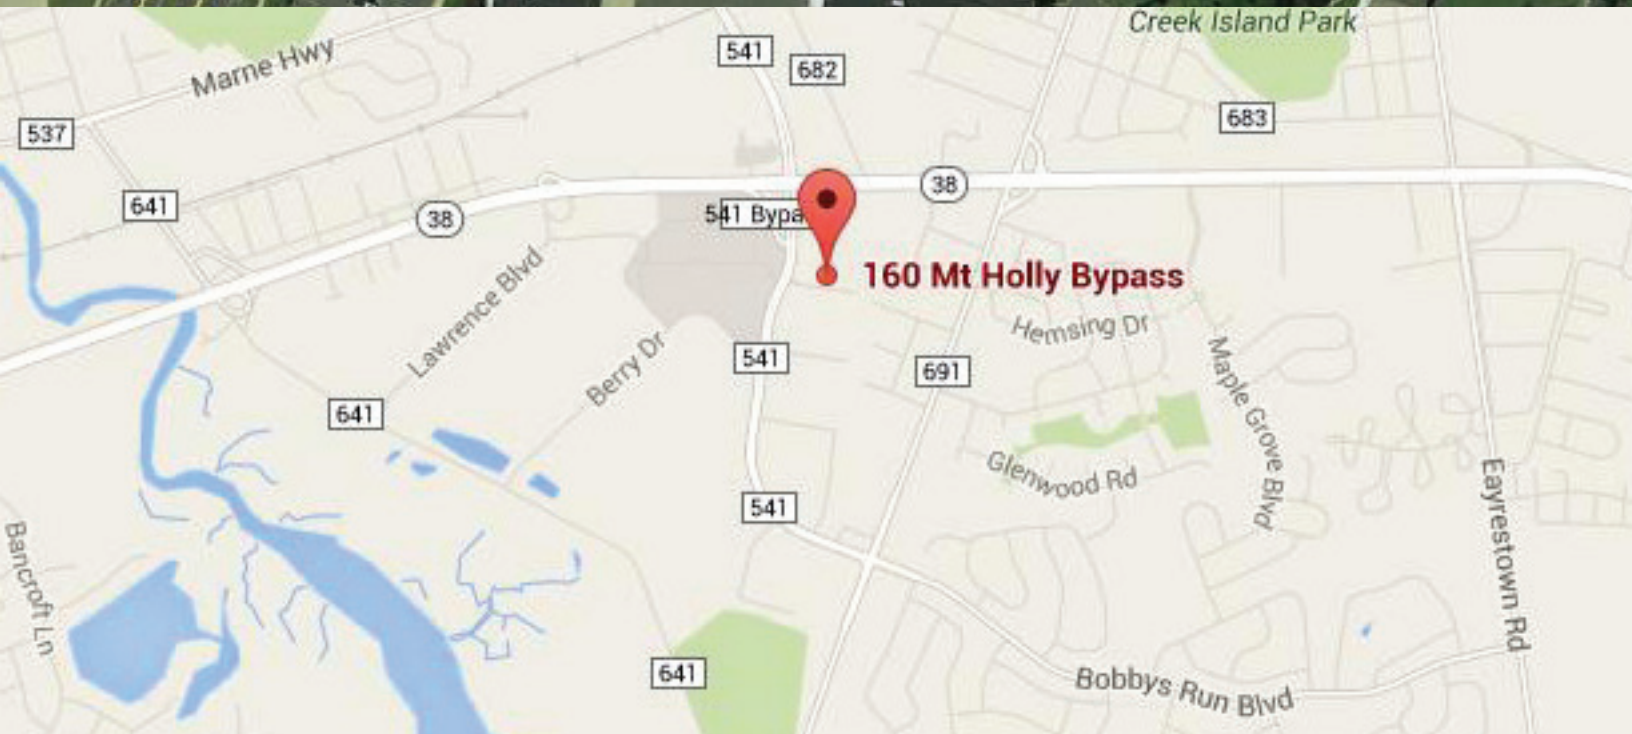 Creek Island Park
541
Marne Hwy
682
683
537
38
641
541 Bypa
38
160 Mt Holly Bypass
Lawrence Blvd
Hemsing Dr
541
Berry Dr
691
Maple Grove Blvd
641
Glenwood Rd
541
Eayrestown Rd
Bancroft Ln
641
Bobbys Run Blvd